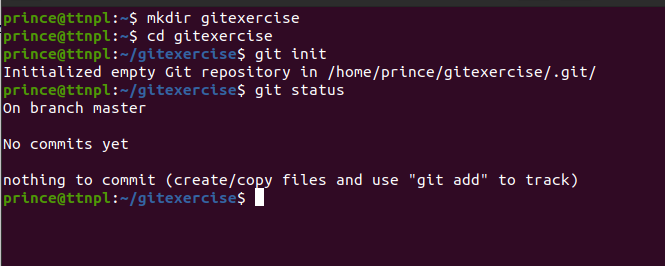 prince@ttnpl:~$ mkdir gitexercise
prince@ttnpl:~$ cd gitexercise
prince@ttnpl:~/gitexercise$ git init
Initialized empty Git repository in /home/prince/gitexercise/.git/
prince@ttnpl:~/gitexercise$ git status
On branch master
No commits yet
nothing to commit (create/copy files and use "git add" to track)
prince@ttnpl:~/gitexercise$